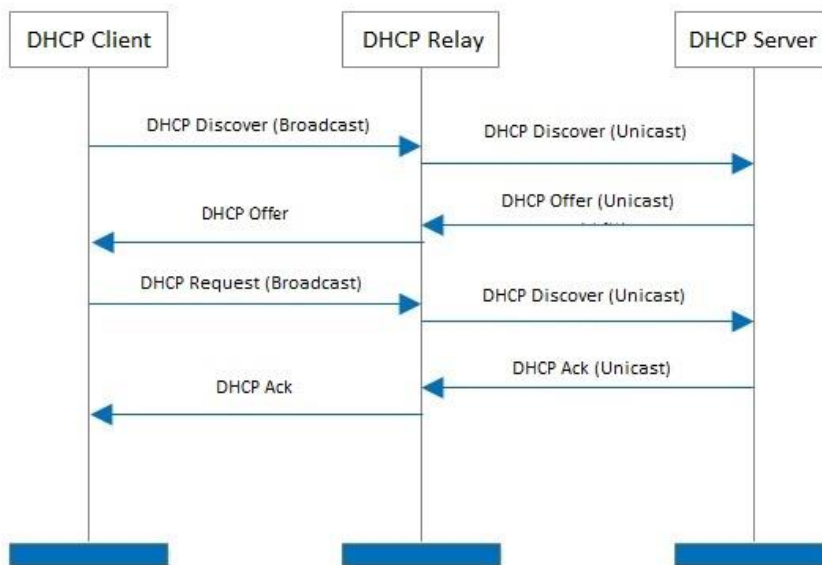 DHCP Client
DHCP Relay
DHCP Server
DHCP Discover (Broadcast)
DHCP Discover (Unicast)
DHCP Offer (Unicast)
DHCP Offer
DHCP Request (Broadcast)
DHCP Discover (Unicast)
DHCP Ack (Unicast)
DHCP Ack